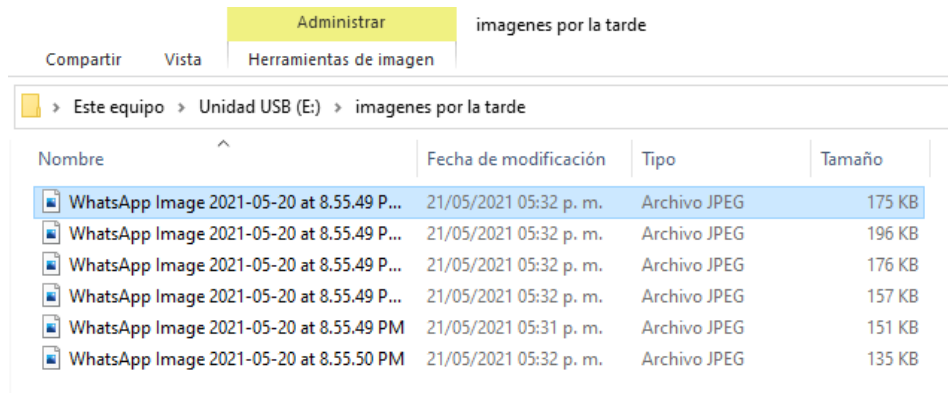 Administrar imagenes por la tarde
Compartir Vista Herramientas de imagen
Este equipo > Unidad USB (E:) > imagenes por la tarde
Nombre Fecha de modificación Tipo Tamaño
WhatsApp Image 2021-05-20 at 8.55.49 P... 21/05/2021 05:32 p. m. Archivo JPEG 175 KB
WhatsApp Image 2021-05-20 at 8.55.49 P... 21/05/2021 05:32 p. m. Archivo JPEG 196 KB
WhatsApp Image 2021-05-20 at 8.55.49 P... 21/05/2021 05:32 p. m. Archivo JPEG 176 KB
WhatsApp Image 2021-05-20 at 8.55.49 P... 21/05/2021 05:32 p. m. Archivo JPEG 157 KB
WhatsApp Image 2021-05-20 at 8.55.49 PM 21/05/2021 05:31 p. m. Archivo JPEG 151 KB
WhatsApp Image 2021-05-20 at 8.55.50 PM 21/05/2021 05:32 p. m. Archivo JPEG 135 KB